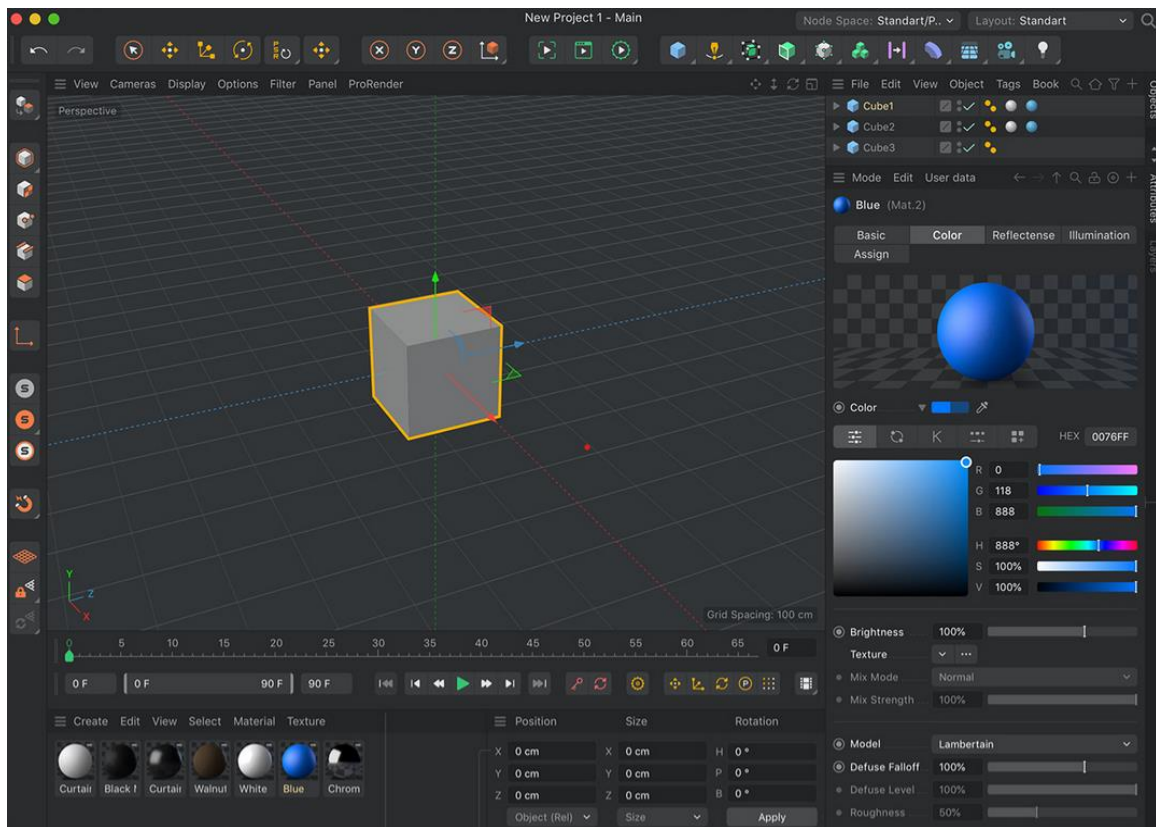 New Project 1 - Main
Node Space: Standart/P..
Layout: Standart
PSR
X Y Z
View Cameras Display Options Filter Panel ProRender
Perspective
Y
Z
X
Grid Spacing: 100 cm
File Edit View Object Tags Book
Objects
Cube1
Cube2
Cube3
Mode Edit User data
Attributes
Layers
Blue (Mat.2)
Basic Color Reflectense Illumination
Assign
Color
K
HEX 0076FF
R 0
G 118
B 888
H 888°
S 100%
V 100%
Brightness 100%
Texture ...
Mix Mode Normal
Mix Strength 100%
Model Lambertain
Defuse Falloff 100%
Defuse Level 100%
Roughness 50%
S
S
S
0 5 10 15 20 25 30 35 40 45 50 55 60 65 0 F
0 F 0 F 90 F 90 F
P
Create Edit View Select Material Texture
Curtair Black Curtair Walnut White Blue Chrom
Position Size Rotation
X 0 cm X 0 cm H 0 °
Y 0 cm Y 0 cm P 0 °
Z 0 cm Z 0 cm B 0 °
Object (Rel) Size Apply